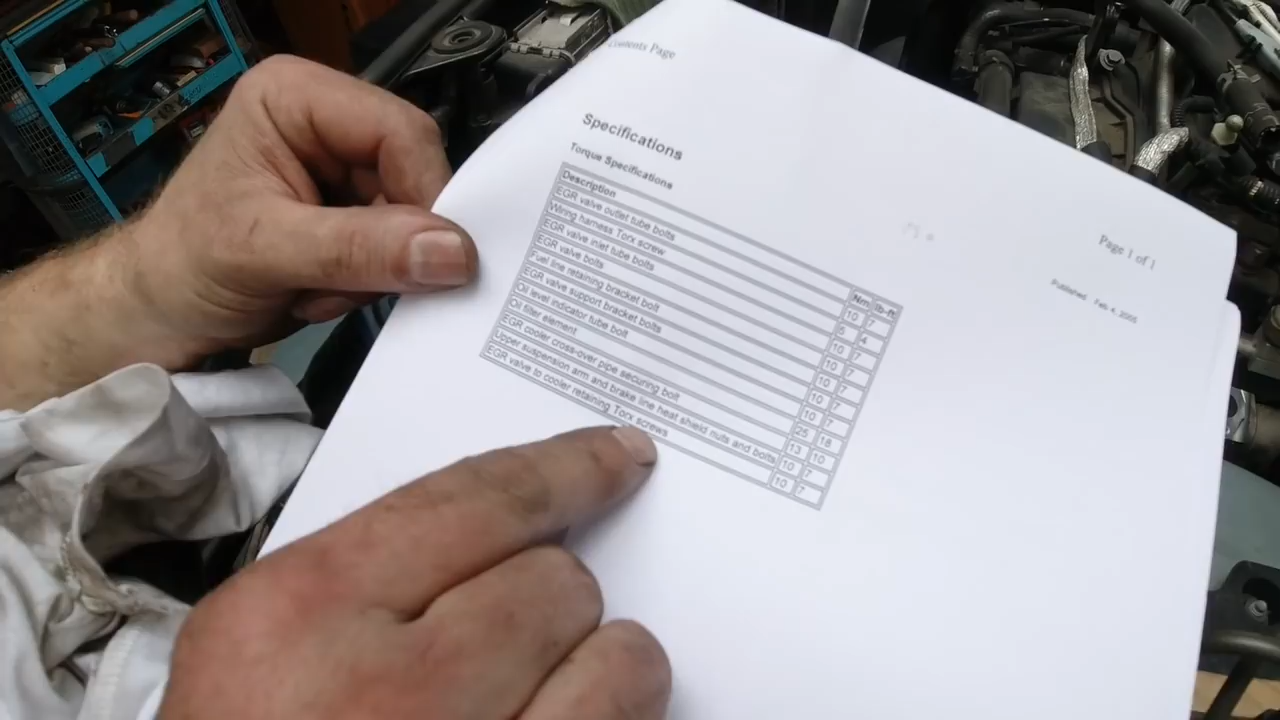 Contents Page
Page 1 of 1
Published: Feb 4, 2005
Specifications
Torque Specifications
Description Nm lb-ft
EGR valve outlet tube bolts 10 7
Wiring harness Torx screw 5 4
EGR valve inlet tube bolts 10 7
EGR valve bolts 10 7
Fuel line retaining bracket bolt 10 7
EGR valve support bracket bolts 10 7
Oil level indicator tube bolt 10 7
Oil filter element 25 18
EGR cooler cross-over pipe securing bolt 13 10
Upper suspension arm and brake line heat shield nuts and bolts 10 7
EGR valve to cooler retaining Torx screws 10 7